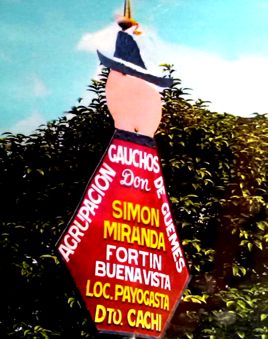 AGRUPACION
GAUCHOS DE GUEMES
Don
SIMON
MIRANDA
FORTIN
BUENAVISTA
LOC. PAYOGASTA
DTO. CACHI